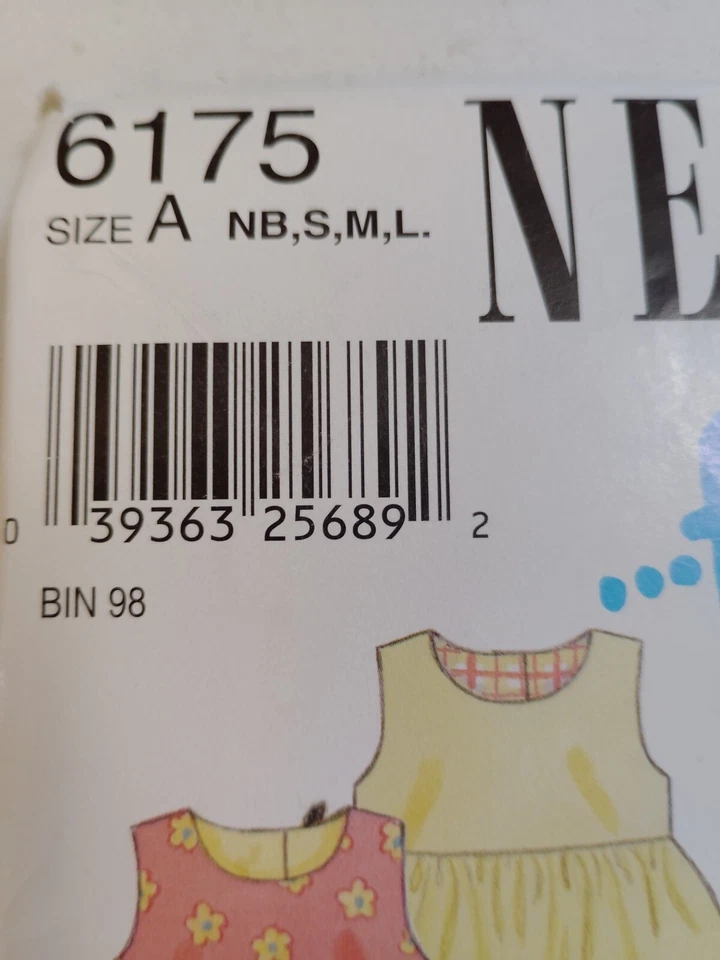 6175
NE
SIZE A NB,S,M,L.
0 39363 25689 2
BIN 98